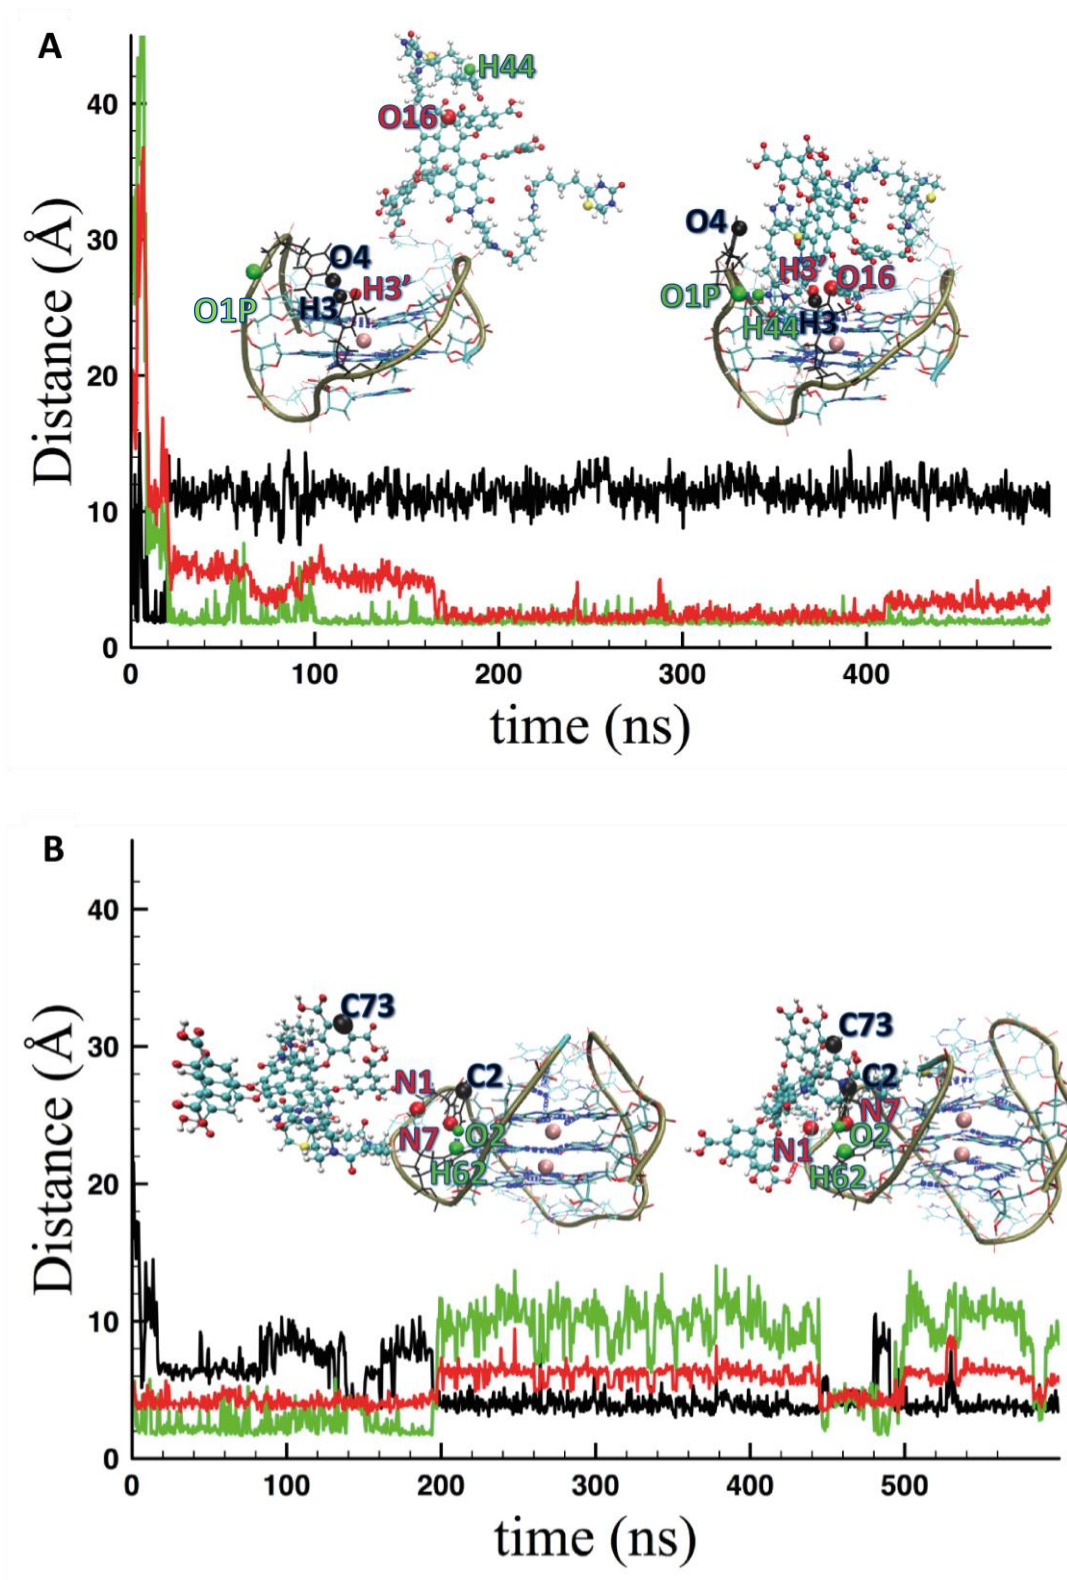 A
H44
O16
O4
H3'
H3
O1P
O4
H3'
O16
O1P
H44
H3
40
30
20
10
0
Distance (Å)
0 100 200 300 400
time (ns)
B
C73
N1
C2
N7
O2
H62
C73
C2
N7
O2
N1
H62
40
30
20
10
0
Distance (Å)
0 100 200 300 400 500
time (ns)